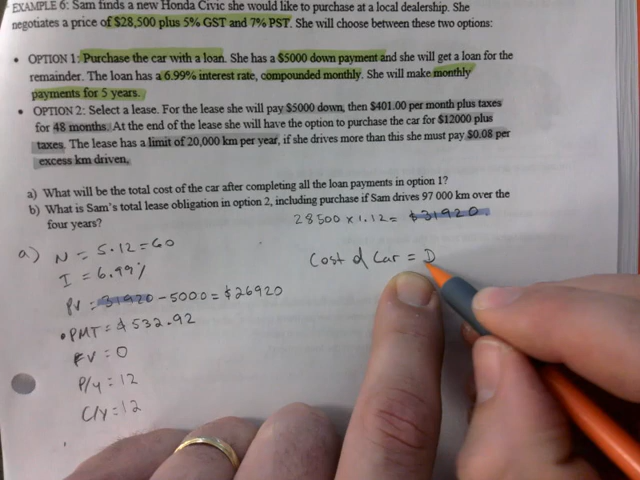 EXAMPLE 6: Sam finds a new Honda Civic she would like to purchase at a local dealership. She
negotiates a price of $28,500 plus 5% GST and 7% PST. She will choose between these two options:
• OPTION 1: Purchase the car with a loan. She has a $5000 down payment and she will get a loan for the
remainder. The loan has a 6.99% interest rate, compounded monthly. She will make monthly
payments for 5 years.
• OPTION 2: Select a lease. For the lease she will pay $5000 down, then $401.00 per month plus taxes
for 48 months. At the end of the lease she will have the option to purchase the car for $12000 plus
taxes. The lease has a limit of 20,000 km per year, if she drives more than this she must pay $0.08 per
excess km driven.
a) What will be the total cost of the car after completing all the loan payments in option 1?
b) What is Sam's total lease obligation in option 2, including purchase if Sam drives 97 000 km over the
four years?
28500 x 1.12 = $31920
a) N = 5.12 = 60
I = 6.99%
PV = 31920 - 5000 = $26920
• PMT = $532.92
FV = 0
P/y = 12
C/y = 12
Cost of Car = D